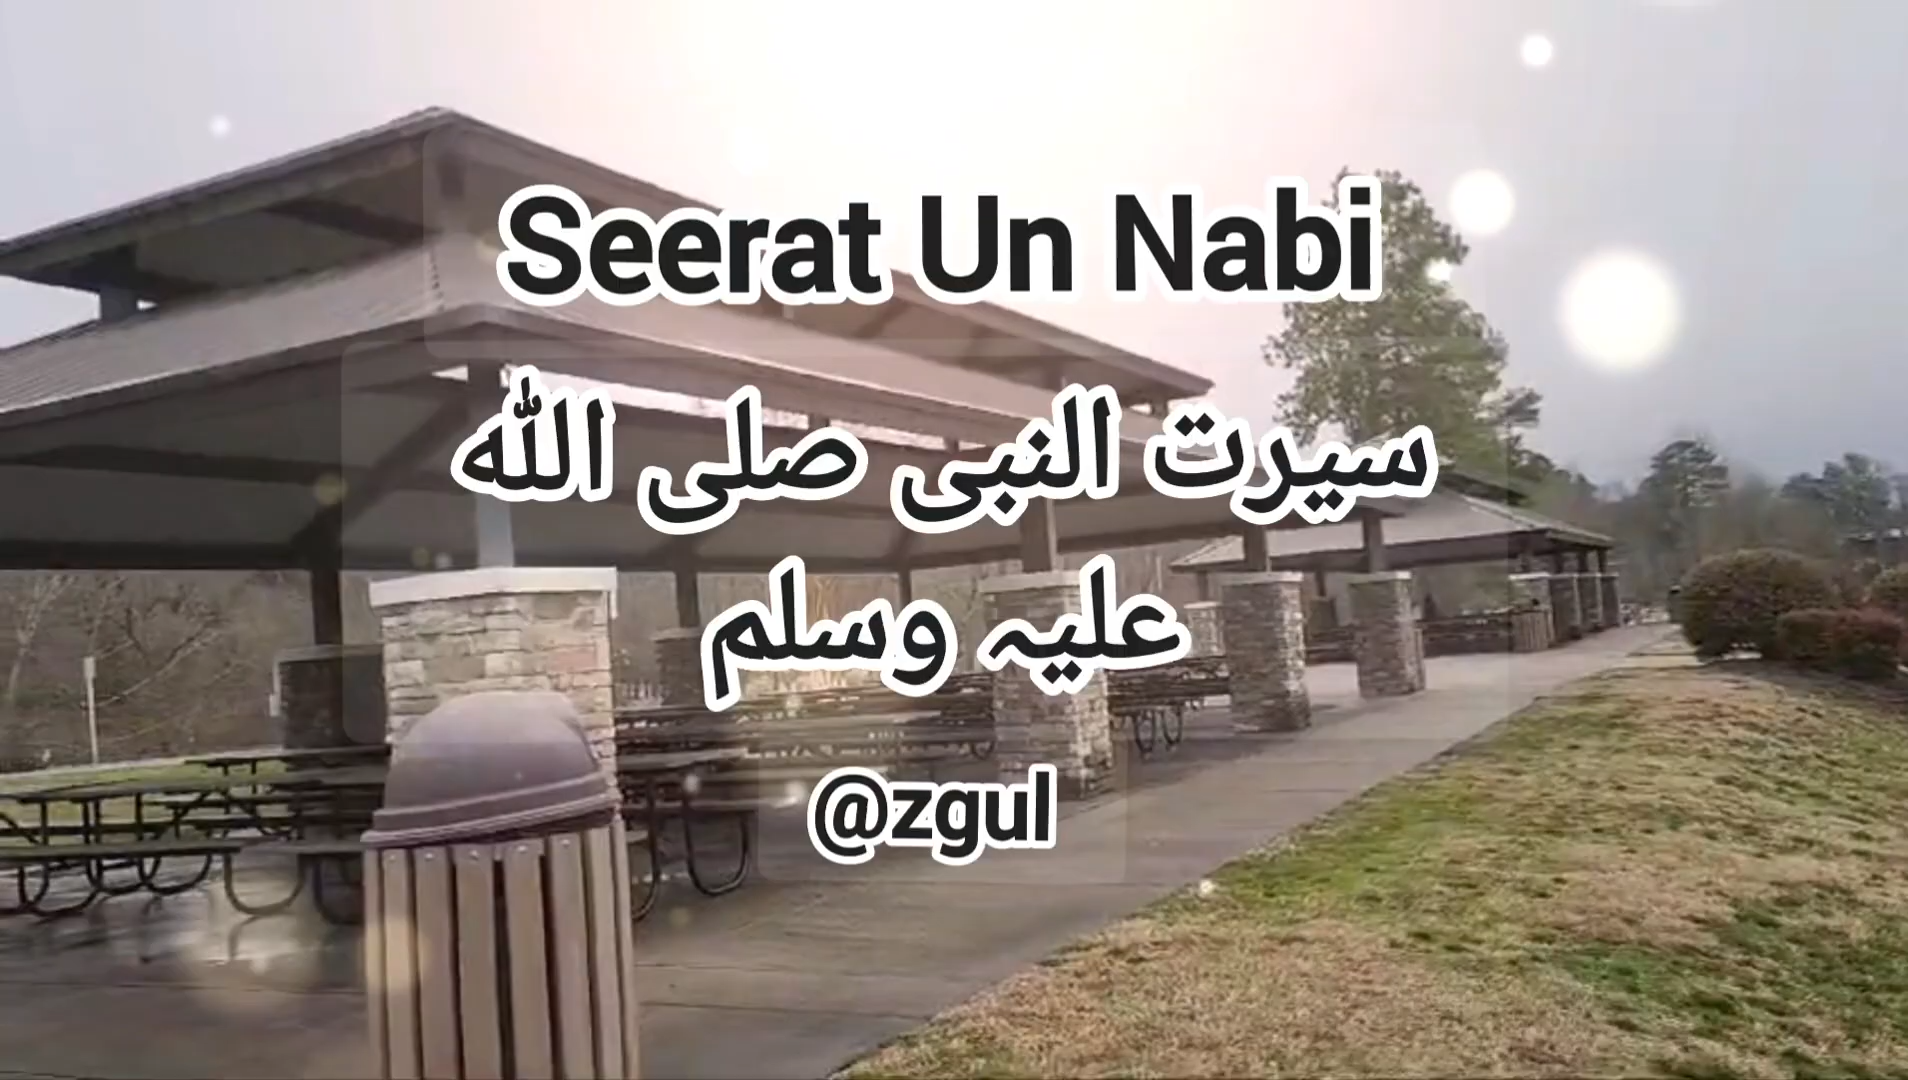 Seerat Un Nabi
سیرت النبی صلی اللہ
علیہ وسلم
@zgul